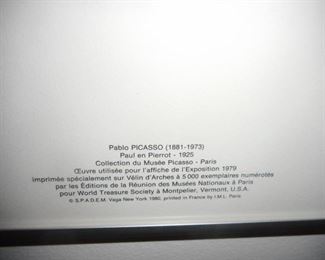 Pablo PICASSO (1881-1973)
Paul en Pierrot - 1925
Collection du Musée Picasso - Paris
Œuvre utilisée pour l'affiche de l'Exposition 1979
imprimée spécialement sur Vélin d'Arches à 5 000 exemplaires numérotés
par les Éditions de la Réunion des Musées Nationaux à Paris
pour World Treasure Society à Montpelier, Vermont, U.S.A.
© S.P.A.D.E.M. Vaga New York 1980, printed in France by I.M.L. Paris